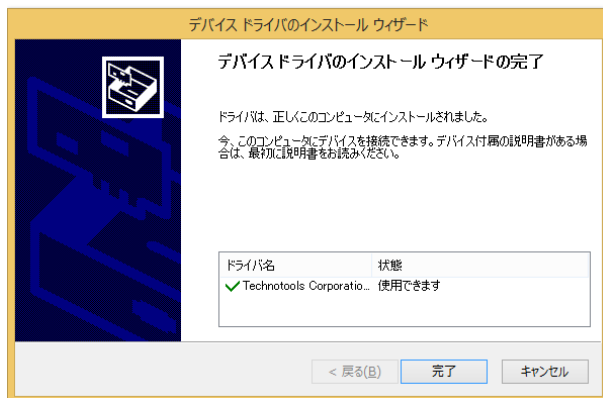 デバイス ドライバのインストール ウィザード
デバイス ドライバのインストール ウィザードの完了
ドライバは、正しくこのコンピュータにインストールされました。
今、このコンピュータにデバイスを接続できます。デバイス付属の説明書がある場
合は、最初に説明書をお読みください。
ドライバ名 状態
Technotools Corporatio... 使用できます
< 戻る(B) 完了 キャンセル